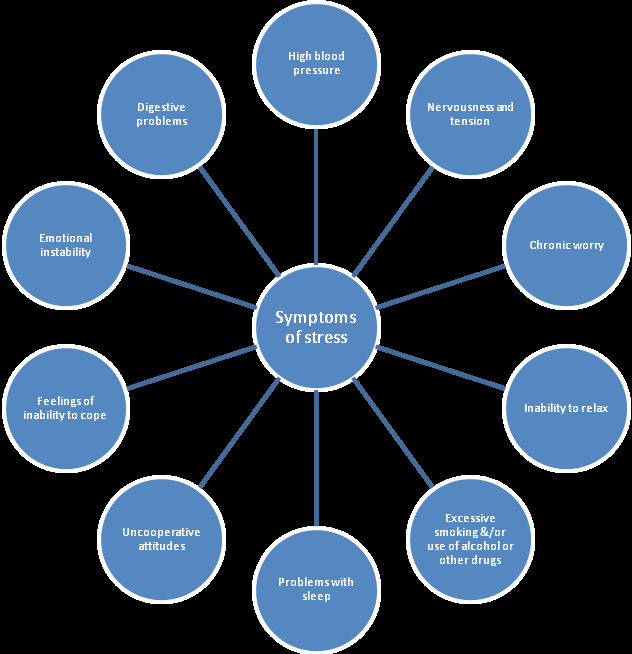 High blood
pressure
Nervousness and
tension
Chronic worry
Inability to relax
Excessive
smoking &/or
use of alcohol or
other drugs
Problems with
sleep
Uncooperative
attitudes
Feelings of
inability to cope
Emotional
instability
Digestive
problems
Symptoms
of stress